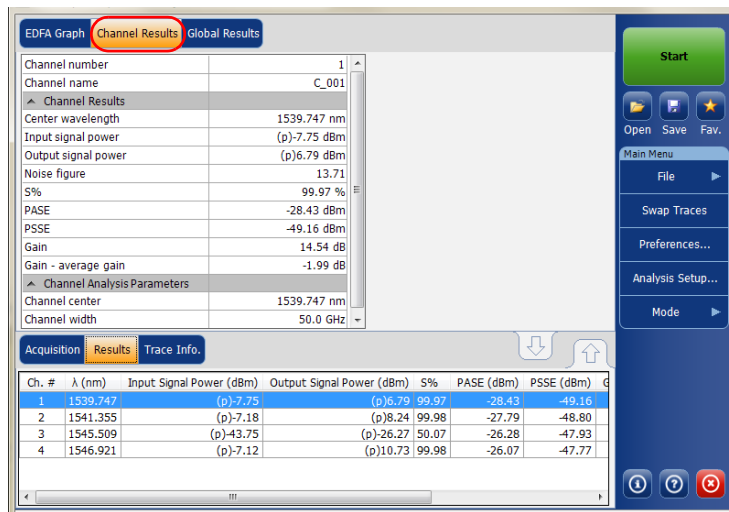 EDFA Graph Channel Results Global Results
Channel number 1
Channel name C_001
Channel Results
Center wavelength 1539.747 nm
Input signal power (p)-7.75 dBm
Output signal power (p)6.79 dBm
Noise figure 13.71
S% 99.97 %
PASE -28.43 dBm
PSSE -49.16 dBm
Gain 14.54 dB
Gain - average gain -1.99 dB
Channel Analysis Parameters
Channel center 1539.747 nm
Channel width 50.0 GHz
Acquisition Results Trace Info.
Ch. # λ (nm) Input Signal Power (dBm) Output Signal Power (dBm) S% PASE (dBm) PSSE (dBm) G
1 1539.747 (p)-7.75 (p)6.79 99.97 -28.43 -49.16
2 1541.355 (p)-7.18 (p)8.24 99.98 -27.79 -48.80
3 1545.509 (p)-43.75 (p)-26.27 50.07 -26.28 -47.93
4 1546.921 (p)-7.12 (p)10.73 99.98 -26.07 -47.77
Start
Open Save Fav.
Main Menu
File
Swap Traces
Preferences...
Analysis Setup...
Mode